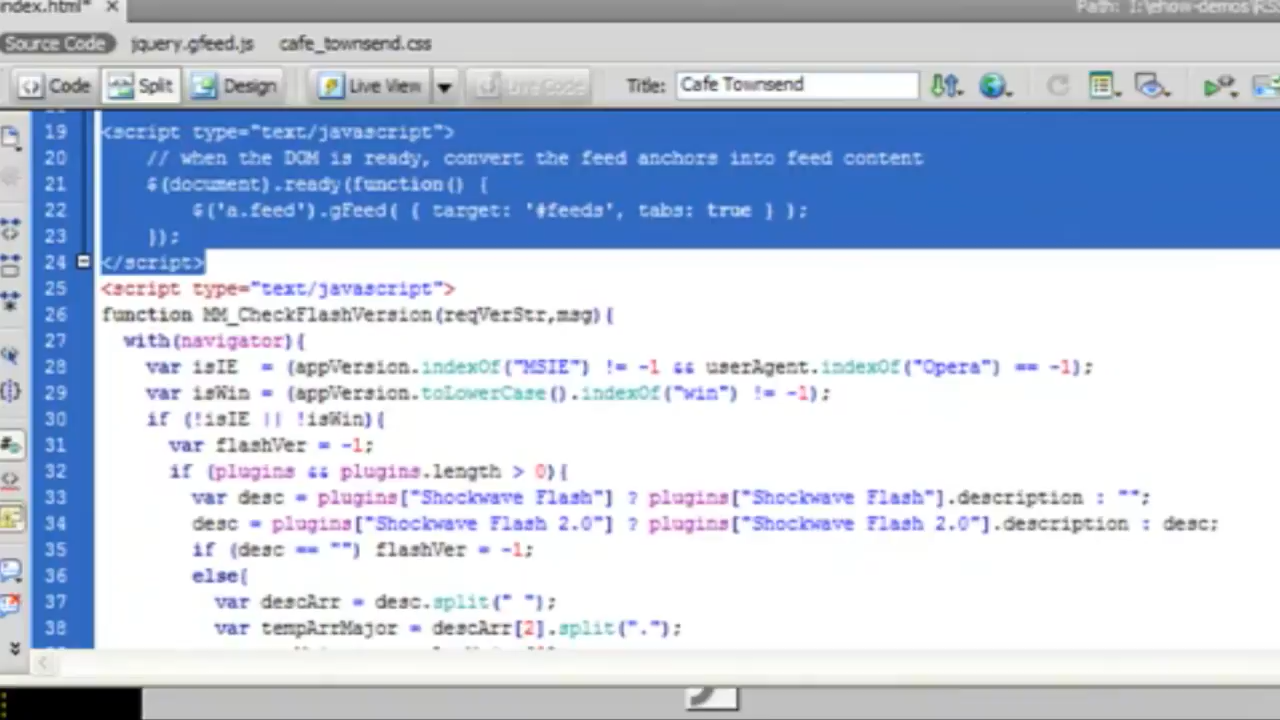 index.html* × Path: I:\ehow-demos\RSS
Source Code jquery.gfeed.js cafe_townsend.css
Code Split Design Live View Live Code Title: Cafe Townsend
19 <script type="text/javascript">
20 // when the DOM is ready, convert the feed anchors into feed content
21 $(document).ready(function() {
22 $('a.feed').gFeed( { target: '#feeds', tabs: true } );
23 });
24 </script>
25 <script type="text/javascript">
26 function MM_CheckFlashVersion(reqVerStr,msg){
27 with(navigator){
28 var isIE = (appVersion.indexOf("MSIE") != -1 && userAgent.indexOf("Opera") == -1);
29 var isWin = (appVersion.toLowerCase().indexOf("win") != -1);
30 if (!isIE || !isWin){
31 var flashVer = -1;
32 if (plugins && plugins.length > 0){
33 var desc = plugins["Shockwave Flash"] ? plugins["Shockwave Flash"].description : "";
34 desc = plugins["Shockwave Flash 2.0"] ? plugins["Shockwave Flash 2.0"].description : desc;
35 if (desc == "") flashVer = -1;
36 else{
37 var descArr = desc.split(" ");
38 var tempArrMajor = descArr[2].split(".");